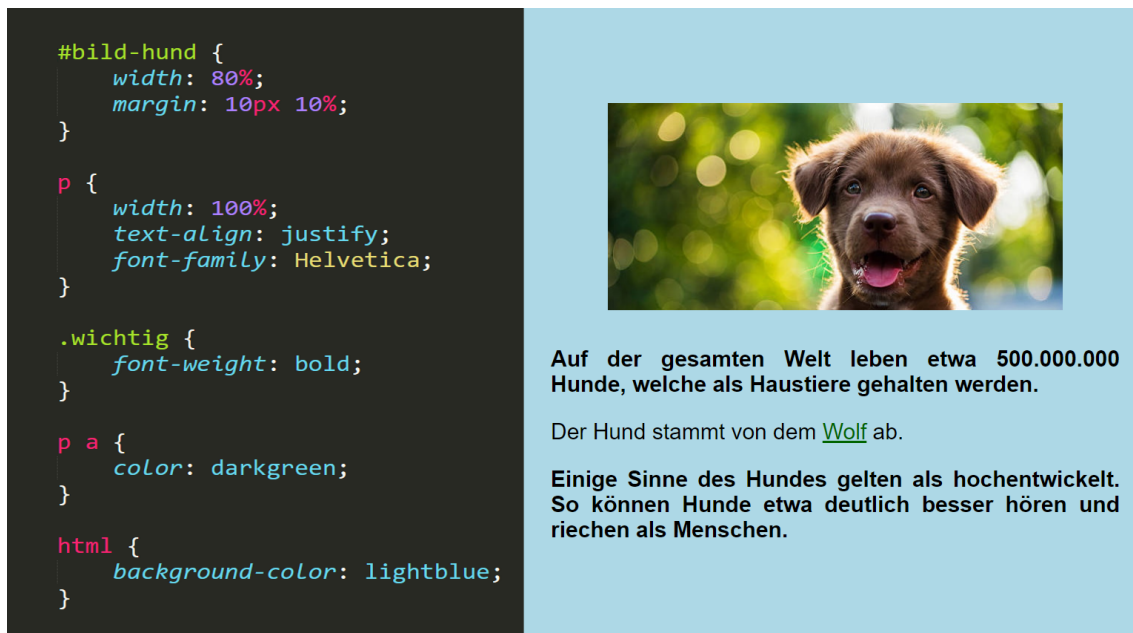 #bild-hund {
width: 80%;
margin: 10px 10%;
}
p {
width: 100%;
text-align: justify;
font-family: Helvetica;
}
.wichtig {
font-weight: bold;
}
p a {
color: darkgreen;
}
html {
background-color: lightblue;
}
Auf der gesamten Welt leben etwa 500.000.000
Hunde, welche als Haustiere gehalten werden.
Der Hund stammt von dem Wolf ab.
Einige Sinne des Hundes gelten als hochentwickelt.
So können Hunde etwa deutlich besser hören und
riechen als Menschen.